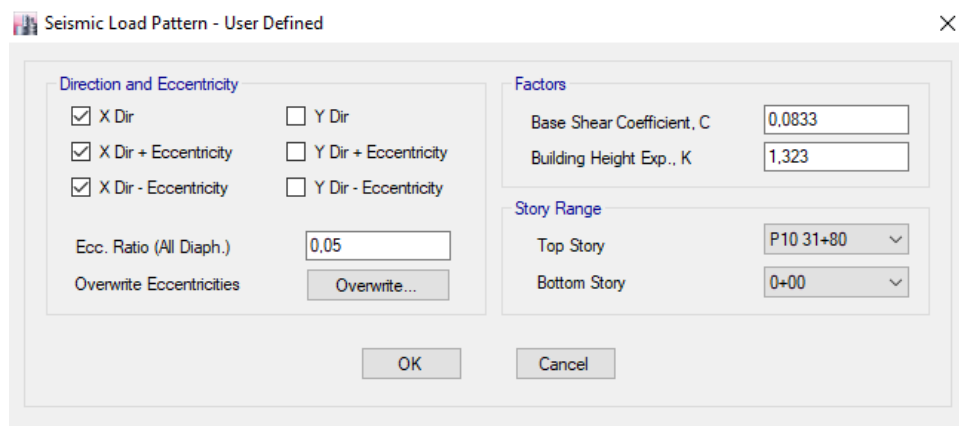 Seismic Load Pattern - User Defined
Direction and Eccentricity
X Dir
Y Dir
X Dir + Eccentricity
Y Dir + Eccentricity
X Dir - Eccentricity
Y Dir - Eccentricity
Ecc. Ratio (All Diaph.)
0,05
Overwrite Eccentricities
Overwrite...
Factors
Base Shear Coefficient, C
0,0833
Building Height Exp., K
1,323
Story Range
Top Story
P10 31+80
Bottom Story
0+00
OK
Cancel